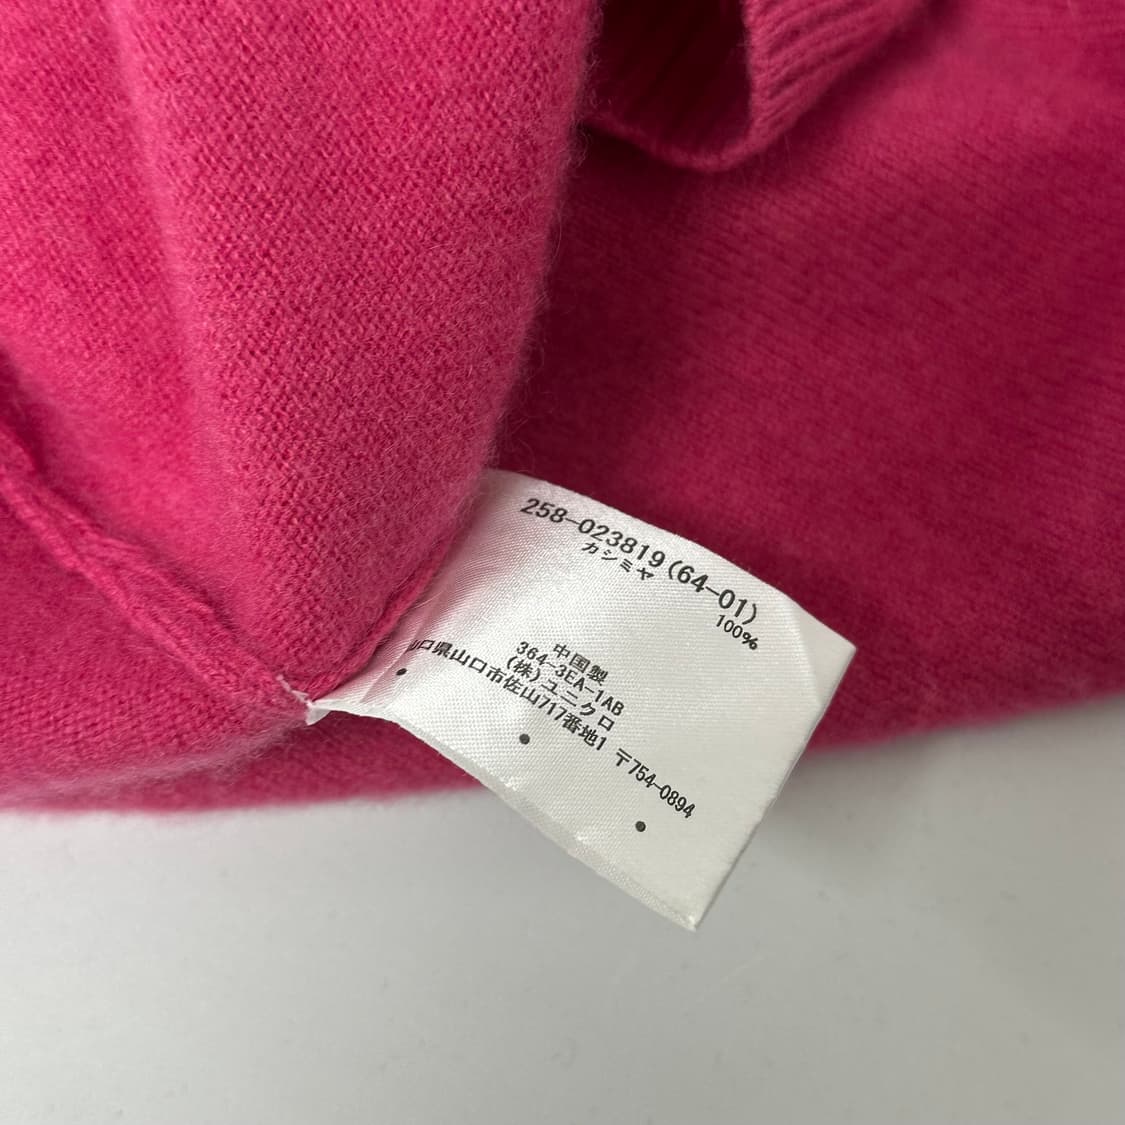 258-023819(64-01)
カシミヤ 100%
中国製
364-3EA-1AB
(株)ユニクロ
山口県山口市佐山717番地1 〒754-0894